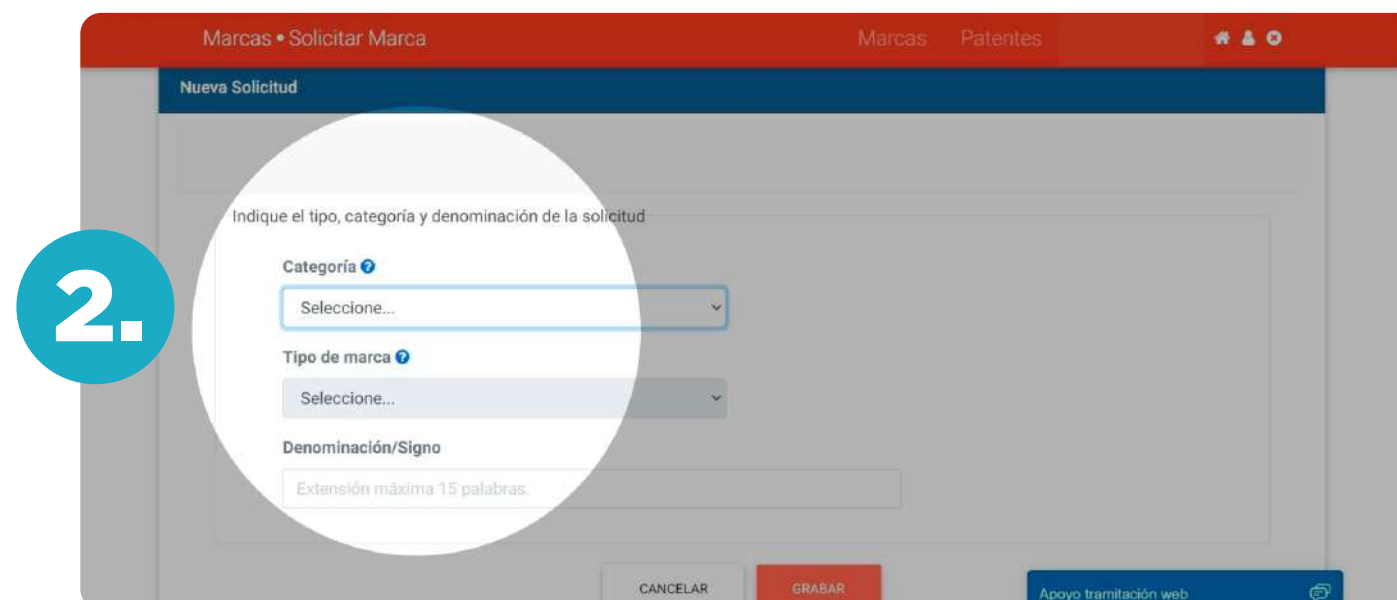 Marcas • Solicitar Marca Marcas Patentes
Nueva Solicitud
Indique el tipo, categoría y denominación de la solicitud
2.
Categoría
Seleccione...
Tipo de marca
Seleccione...
Denominación/Signo
Extensión máxima 15 palabras.
CANCELAR GRABAR
Apoyo tramitación web